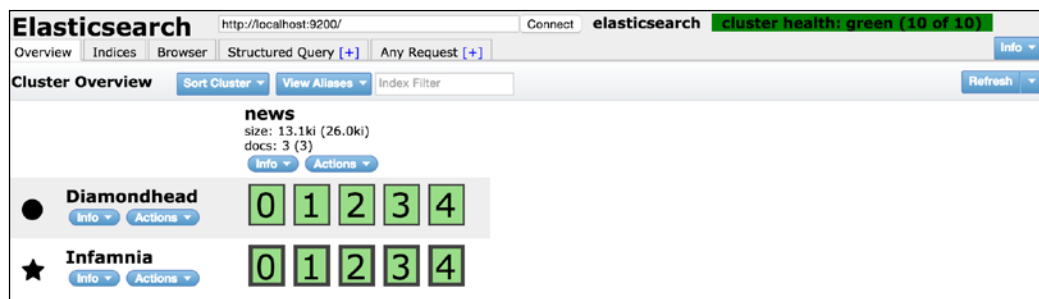 Elasticsearch http://localhost:9200/ Connect elasticsearch cluster health: green (10 of 10)
Overview Indices Browser Structured Query [+] Any Request [+] Info
Cluster Overview Sort Cluster View Aliases Index Filter Refresh
news
size: 13.1ki (26.0ki)
docs: 3 (3)
Info Actions
Diamondhead
Info Actions
0 1 2 3 4
Infamnia
Info Actions
0 1 2 3 4